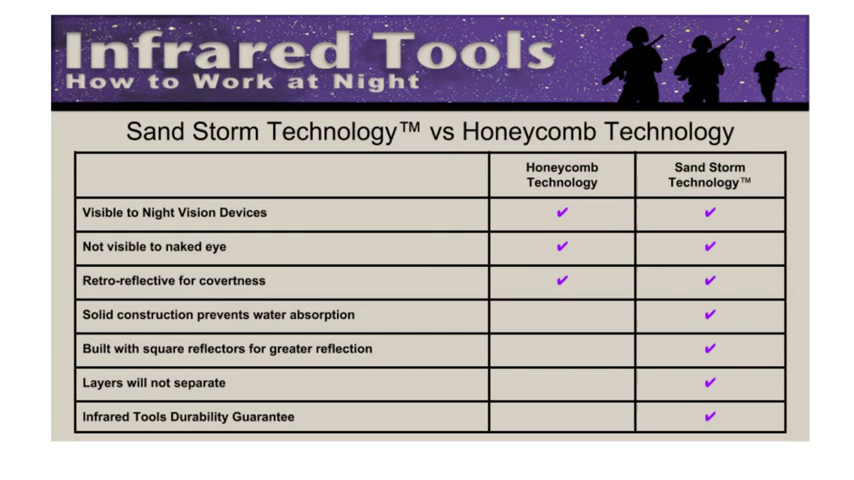 Infrared Tools
How to Work at Night
Sand Storm Technology™ vs Honeycomb Technology
Honeycomb
Technology
Sand Storm
Technology™
Visible to Night Vision Devices ✔ ✔
Not visible to naked eye ✔ ✔
Retro-reflective for covertness ✔ ✔
Solid construction prevents water absorption ✔
Built with square reflectors for greater reflection ✔
Layers will not separate ✔
Infrared Tools Durability Guarantee ✔